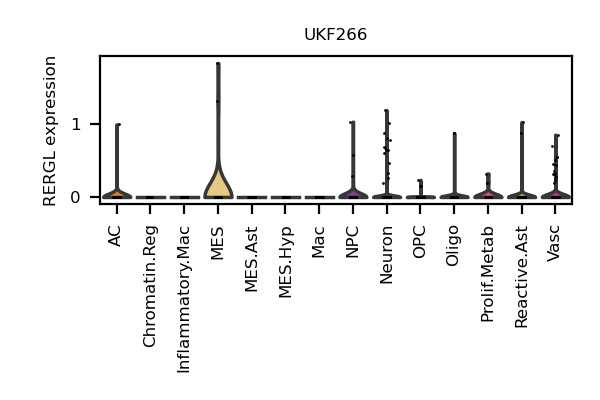 UKF266
RERGL expression
1
0
AC
Chromatin.Reg
Inflammatory.Mac
MES
MES.Ast
MES.Hyp
Mac
NPC
Neuron
OPC
Oligo
Prolif.Metab
Reactive.Ast
Vasc